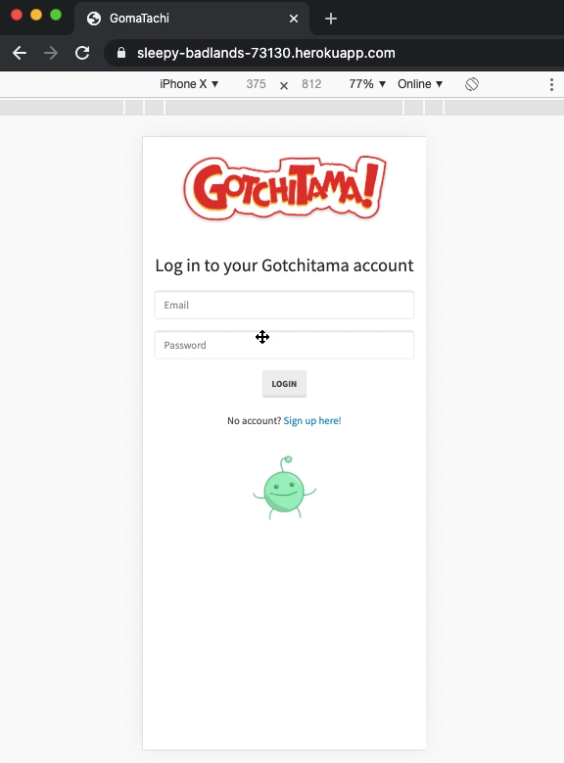 GomaTachi
sleepy-badlands-73130.herokuapp.com
iPhone X ▼ 375 × 812 77% ▼ Online ▼
GOTCHITAMA!
Log in to your Gotchitama account
Email
Password
LOGIN
No account? Sign up here!